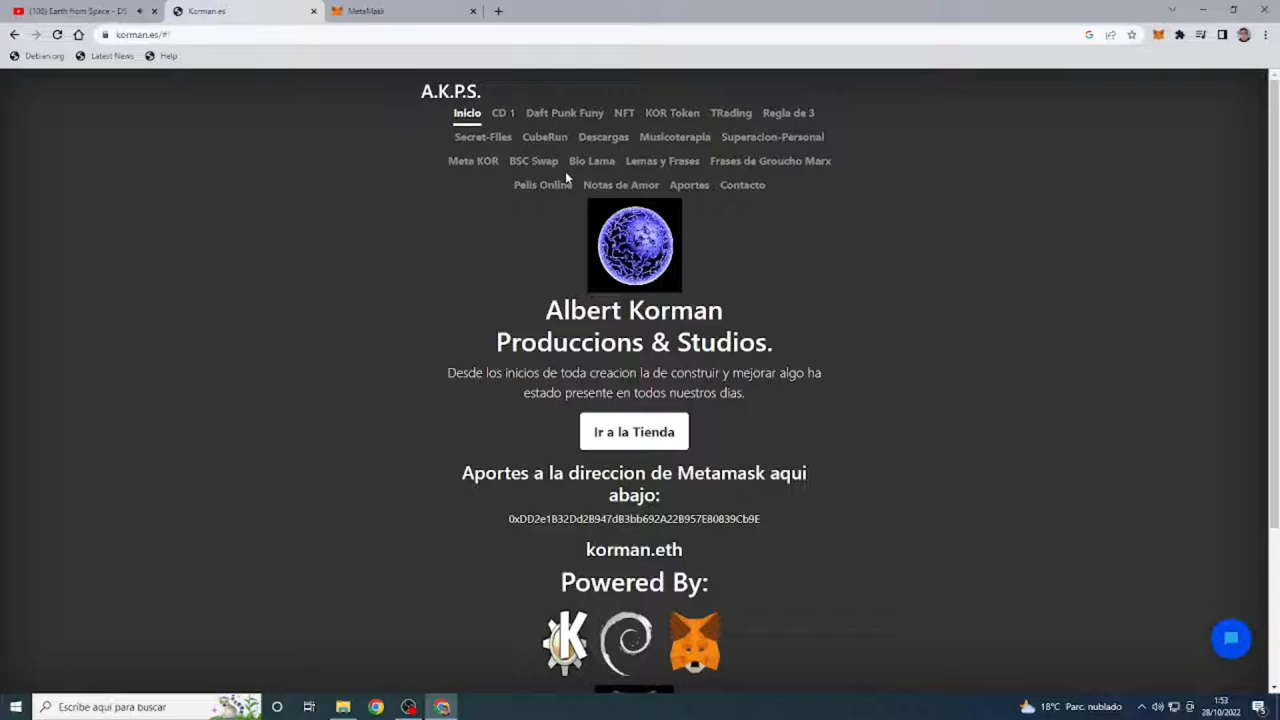 (108) Earth from Space - DS
Korman.es
MetaMask
korman.es/#!
Debian.org
Latest News
Help
A.K.P.S.
Inicio CD 1 Daft Punk Funy NFT KOR Token TRading Regla de 3
Secret-Files CubeRun Descargas Musicoterapia Superacion-Personal
Meta KOR BSC Swap Bio Lama Lemas y Frases Frases de Groucho Marx
Pelis Online Notas de Amor Aportes Contacto
Albert Korman
Produccions & Studios.
Desde los inicios de toda creacion la de construir y mejorar algo ha
estado presente en todos nuestros dias.
Ir a la Tienda
Aportes a la direccion de Metamask aqui
abajo:
0xDD2e1B32Dd2B947dB3bb692A22B957E80839Cb9E
korman.eth
Powered By:
Escribe aquí para buscar
18°C Parc. nublado
1:53
28/10/2022